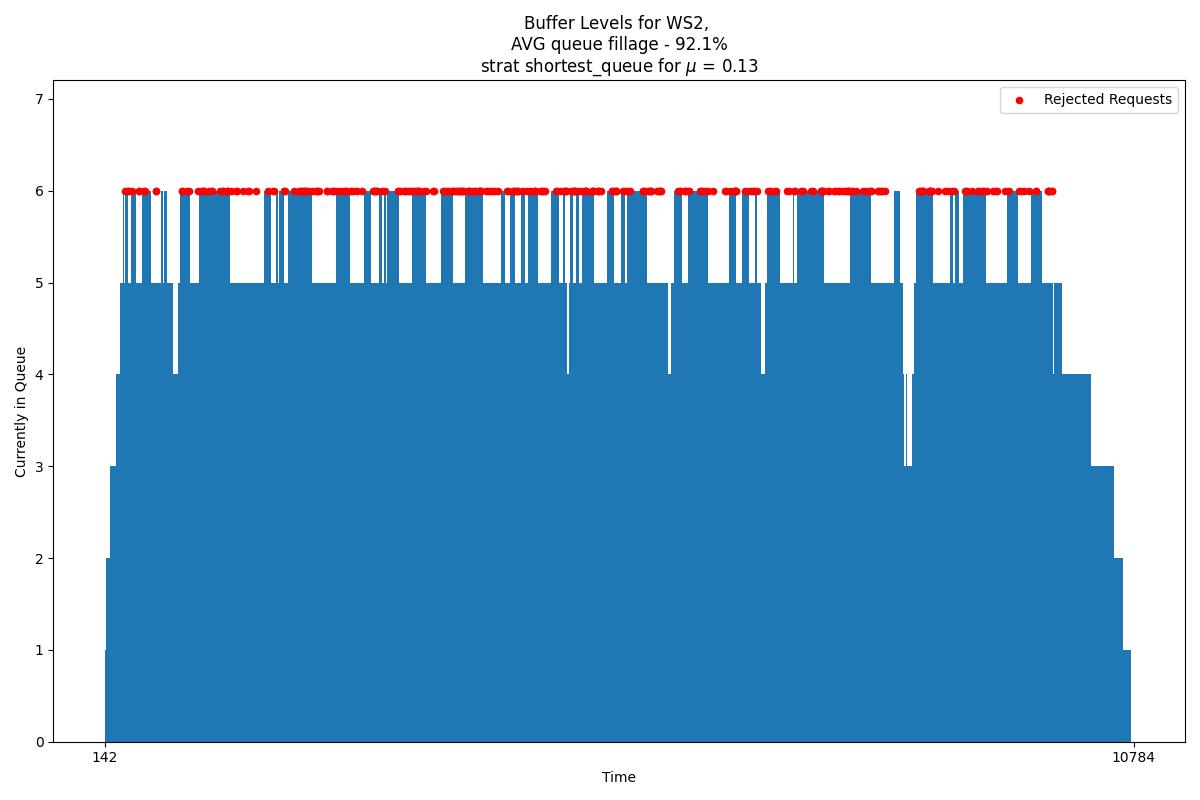 Buffer Levels for WS2,
AVG queue fillage - 92.1%
strat shortest_queue for μ = 0.13
Rejected Requests
7
6
5
4
3
2
1
0
Currently in Queue
142
10784
Time